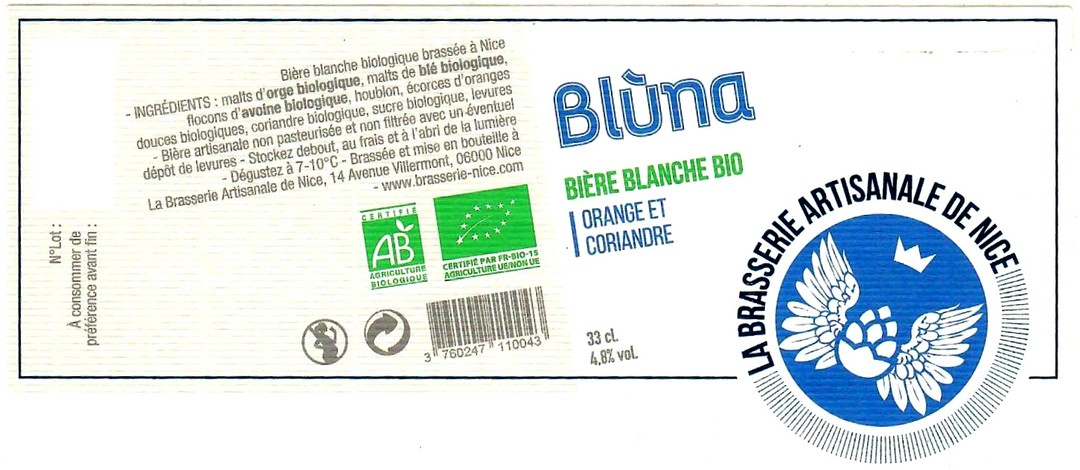 N°Lot :
À consommer de
préférence avant fin :
Bière blanche biologique brassée à Nice
- INGRÉDIENTS : malts d'orge biologique, malts de blé biologique,
flocons d'avoine biologique, houblon, écorces d'oranges
douces biologiques, coriandre biologique, sucre biologique, levures
- Bière artisanale non pasteurisée et non filtrée avec un éventuel
dépôt de levures - Stockez debout, au frais et à l'abri de la lumière
- Dégustez à 7-10°C - Brassée et mise en bouteille à
La Brasserie Artisanale de Nice, 14 Avenue Villermont, 06000 Nice
- www.brasserie-nice.com
CERTIFIÉ
AB
AGRICULTURE
BIOLOGIQUE
CERTIFIÉ PAR FR-BIO-15
AGRICULTURE UE/NON UE
3 760247 110043
Blùna
BIÈRE BLANCHE BIO
ORANGE ET
CORIANDRE
33 cl.
4,8% vol.
LA BRASSERIE ARTISANALE DE NICE